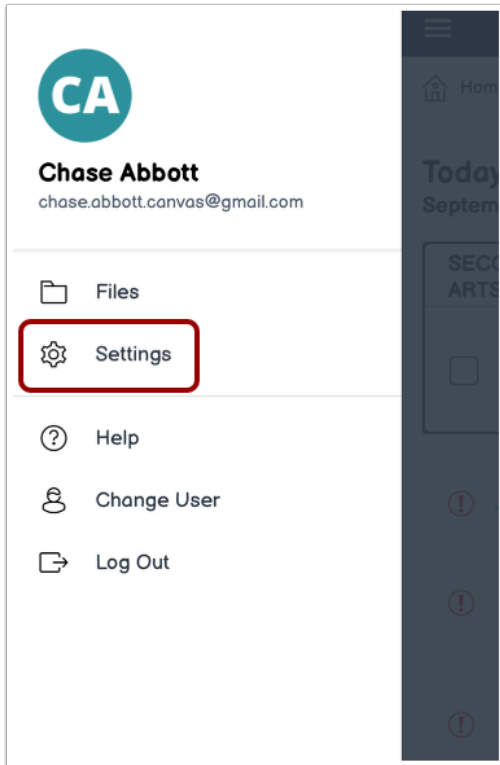 CA
Chase Abbott
chase.abbott.canvas@gmail.com
Files
Settings
Help
Change User
Log Out
Hom
Today
Septem
SECO
ARTS